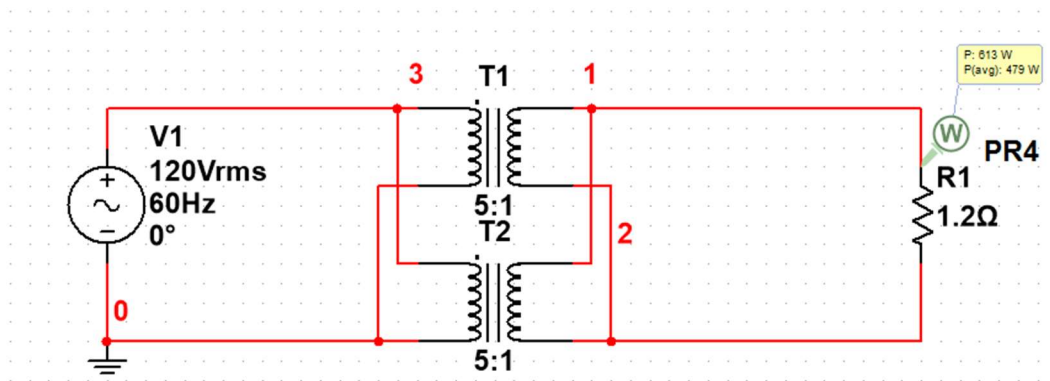 P: 613 W
P(avg): 479 W
3
T1
1
V1
120Vrms
60Hz
0°
W
PR4
R1
1.2Ω
5:1
T2
2
0
5:1